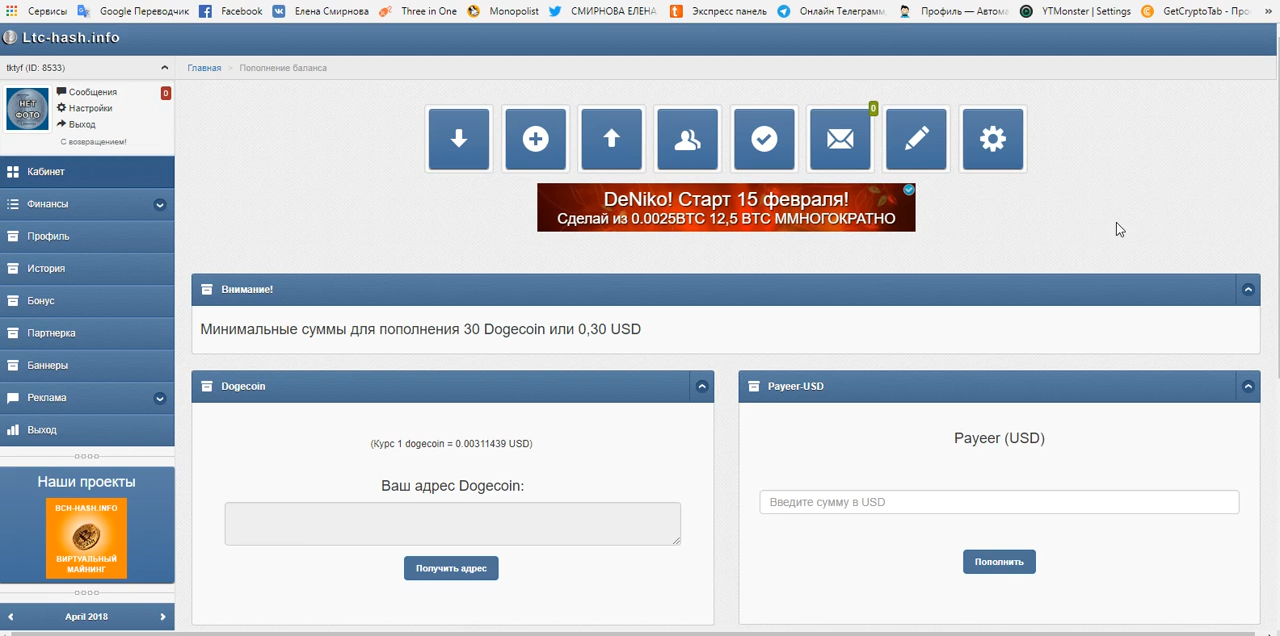 Сервисы
Google Переводчик
Facebook
Елена Смирнова
Three in One
Monopolist
СМИРНОВА ЕЛЕНА
Экспресс панель
Онлайн Телеграмм
Профиль — Автома
YTMonster | Settings
GetCryptoTab - Про
»
Ltc-hash.info
tktyf (ID: 8533)
Главная > Пополнение баланса
НЕТ
ФОТО
Сообщения
0
Настройки
Выход
С возвращением!
0
Кабинет
Финансы
Профиль
История
Бонус
Партнерка
Баннеры
Реклама
Выход
DeNiko! Старт 15 февраля!
Сделай из 0.0025BTC 12,5 BTC ММНОГОКРАТНО
Внимание!
Минимальные суммы для пополнения 30 Dogecoin или 0,30 USD
Dogecoin
(Курс 1 dogecoin = 0.00311439 USD)
Ваш адрес Dogecoin:
Получить адрес
Payeer-USD
Payeer (USD)
Введите сумму в USD
Пополнить
Наши проекты
BCH-HASH.INFO
ВИРТУАЛЬНЫЙ
МАЙНИНГ
April 2018